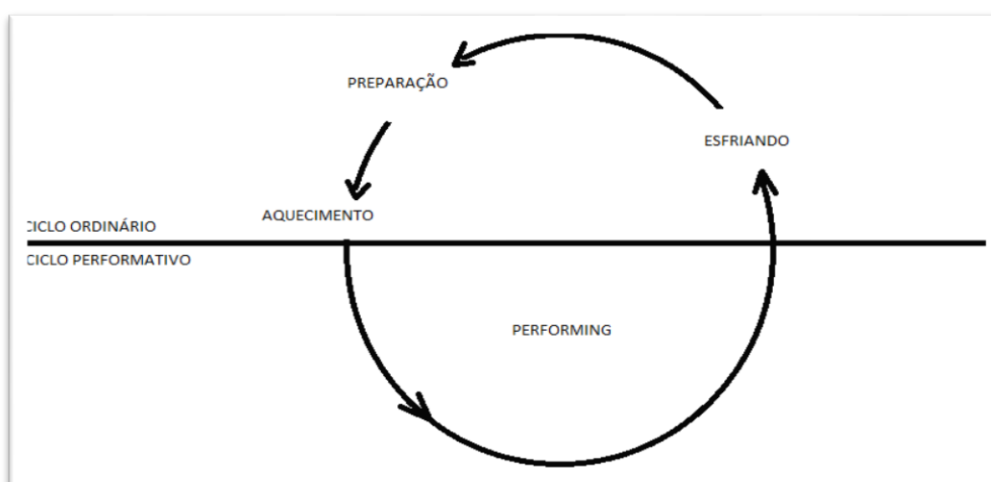 PREPARAÇÃO
ESFRIANDO
AQUECIMENTO
CICLO ORDINÁRIO
CICLO PERFORMATIVO
PERFORMING